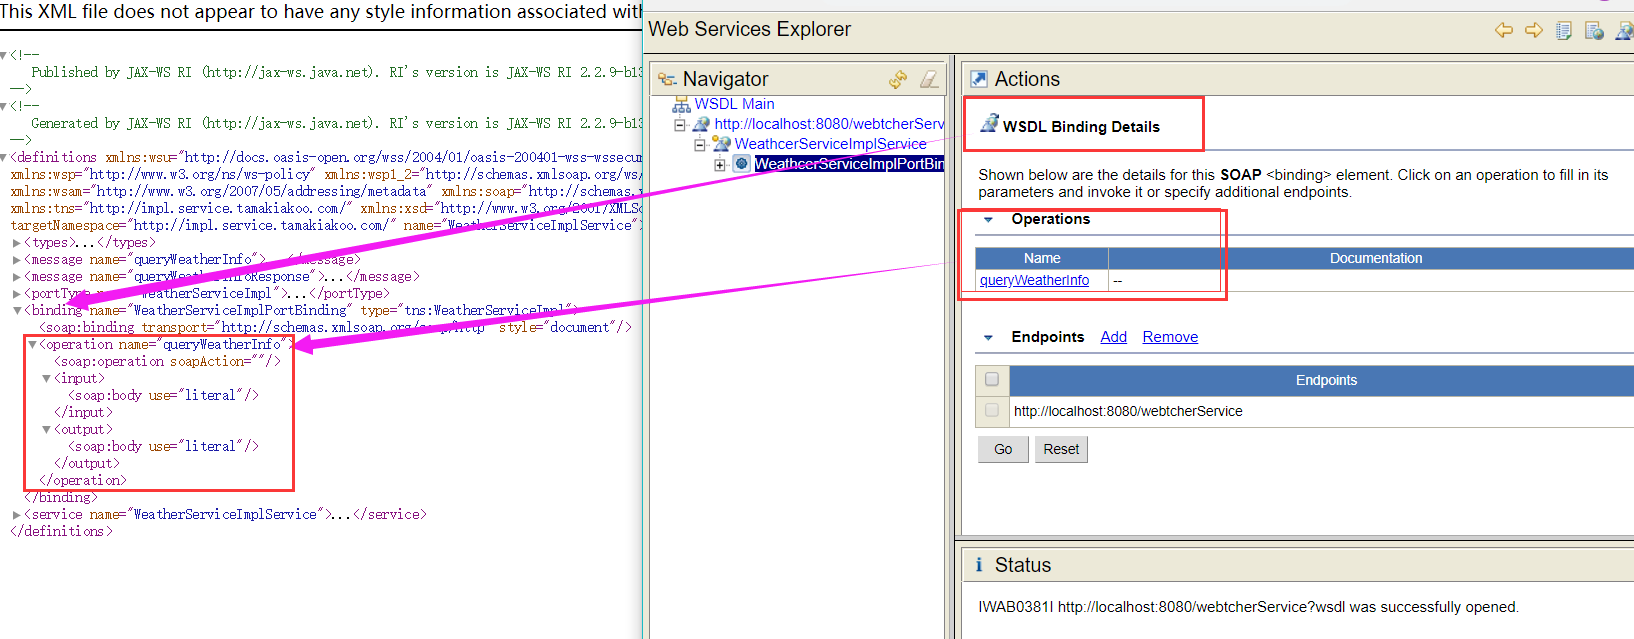 This XML file does not appear to have any style information associated wit
<!--
Published by JAX-WS RI (http://jax-ws.java.net). RI's version is JAX-WS RI 2.2.9-b13
-->
<!--
Generated by JAX-WS RI (http://jax-ws.java.net). RI's version is JAX-WS RI 2.2.9-b13
-->
<definitions xmlns:wsu="http://docs.oasis-open.org/wss/2004/01/oasis-200401-wss-wssecur
xmlns:wsp="http://www.w3.org/ns/ws-policy" xmlns:wsp1_2="http://schemas.xmlsoap.org/ws/
xmlns:wsam="http://www.w3.org/2007/05/addressing/metadata" xmlns:soap="http://schemas.x
xmlns:tns="http://impl.service.tamakiakoo.com/" xmlns:xsd="http://www.w3.org/2001/XMLSc
targetNamespace="http://impl.service.tamakiakoo.com/" name="WeatherServiceImplService">
<types>...</types>
<message name="queryWeatherInfo">...</message>
<message name="queryWeatherInfoResponse">...</message>
<portType name="WeatherServiceImpl">...</portType>
<binding name="WeatherServiceImplPortBinding" type="tns:WeatherServiceImpl">
<soap:binding transport="http://schemas.xmlsoap.org/soap/http" style="document"/>
<operation name="queryWeatherInfo">
<soap:operation soapAction=""/>
<input>
<soap:body use="literal"/>
</input>
<output>
<soap:body use="literal"/>
</output>
</operation>
</binding>
<service name="WeatherServiceImplService">...</service>
</definitions>
Web Services Explorer
Navigator
WSDL Main
http://localhost:8080/webtcherServ
WeathcerServiceImplService
WeathcerServiceImplPortBin
Actions
WSDL Binding Details
Shown below are the details for this SOAP <binding> element. Click on an operation to fill in its
parameters and invoke it or specify additional endpoints.
Operations
Name Documentation
queryWeatherInfo --
Endpoints Add Remove
Endpoints
http://localhost:8080/webtcherService
Go Reset
Status
IWAB0381I http://localhost:8080/webtcherService?wsdl was successfully opened.